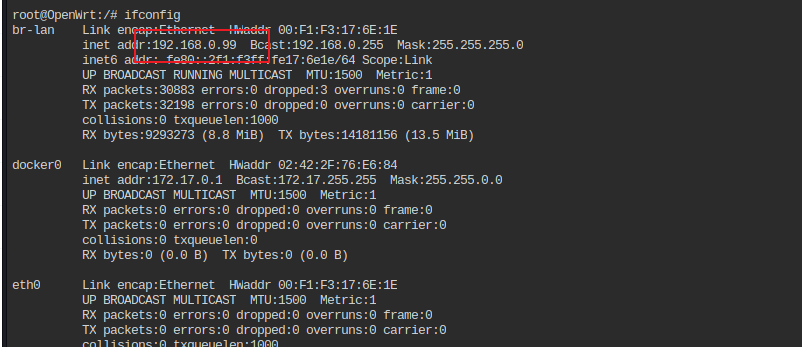 root@OpenWrt:/# ifconfig
br-lan    Link encap:Ethernet  HWaddr 00:F1:F3:17:6E:1E
          inet addr:192.168.0.99  Bcast:192.168.0.255  Mask:255.255.255.0
          inet6 addr: fe80::2f1:f3ff:fe17:6e1e/64 Scope:Link
          UP BROADCAST RUNNING MULTICAST  MTU:1500  Metric:1
          RX packets:30883 errors:0 dropped:3 overruns:0 frame:0
          TX packets:32198 errors:0 dropped:0 overruns:0 carrier:0
          collisions:0 txqueuelen:1000
          RX bytes:9293273 (8.8 MiB)  TX bytes:14181156 (13.5 MiB)
docker0   Link encap:Ethernet  HWaddr 02:42:2F:76:E6:84
          inet addr:172.17.0.1  Bcast:172.17.255.255  Mask:255.255.0.0
          UP BROADCAST MULTICAST  MTU:1500  Metric:1
          RX packets:0 errors:0 dropped:0 overruns:0 frame:0
          TX packets:0 errors:0 dropped:0 overruns:0 carrier:0
          collisions:0 txqueuelen:0
          RX bytes:0 (0.0 B)  TX bytes:0 (0.0 B)
eth0      Link encap:Ethernet  HWaddr 00:F1:F3:17:6E:1E
          UP BROADCAST MULTICAST  MTU:1500  Metric:1
          RX packets:0 errors:0 dropped:0 overruns:0 frame:0
          TX packets:0 errors:0 dropped:0 overruns:0 carrier:0
          collisions:0 txqueuelen:1000